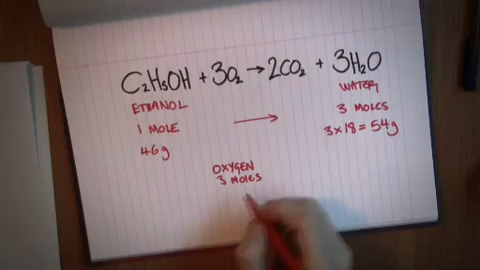 C₂H₅OH + 3O₂ → 2CO₂ + 3H₂O
ETHANOL
1 MOLE
46g
→
WATER
3 MOLES
3 x 18 = 54g
OXYGEN
3 MOLES